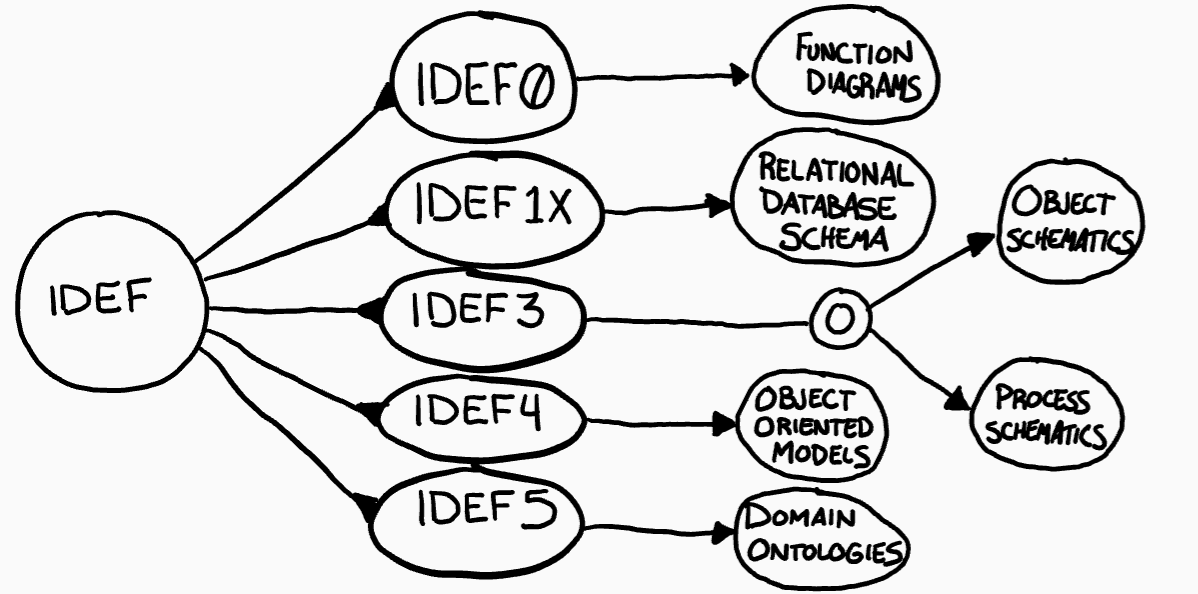 IDEF
IDEF0
FUNCTION
DIAGRAMS
IDEF1X
RELATIONAL
DATABASE
SCHEMA
IDEF3
O
OBJECT
SCHEMATICS
PROCESS
SCHEMATICS
IDEF4
OBJECT
ORIENTED
MODELS
IDEF5
DOMAIN
ONTOLOGIES